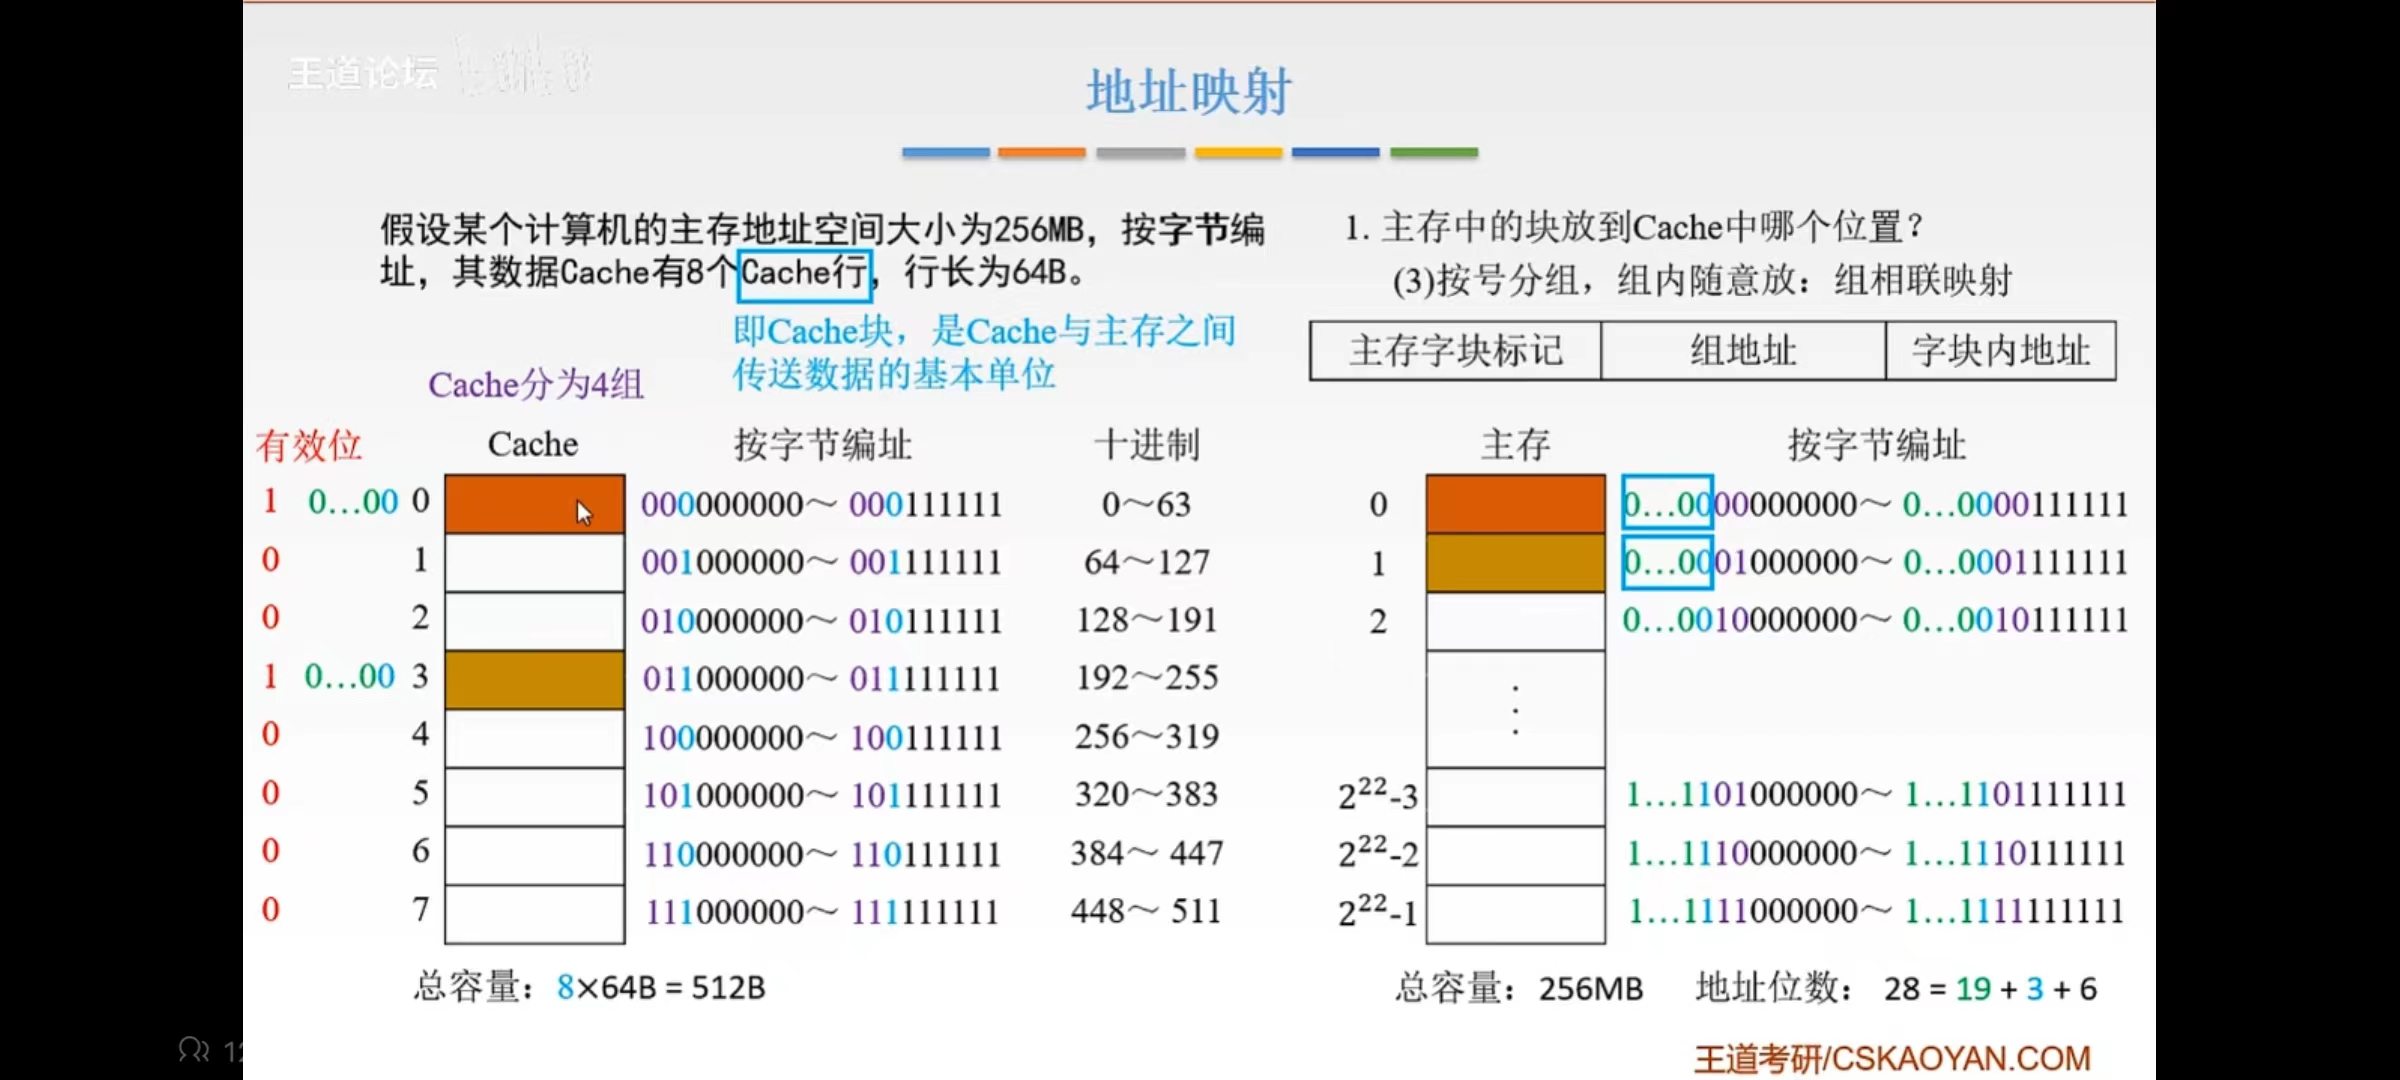 王道论坛
地址映射
假设某个计算机的主存地址空间大小为256MB，按字节编
址，其数据Cache有8个Cache行，行长为64B。
即Cache块，是Cache与主存之间
传送数据的基本单位
1. 主存中的块放到Cache中哪个位置？
(3)按号分组，组内随意放：组相联映射
主存字块标记 组地址 字块内地址
Cache分为4组
有效位 Cache 按字节编址 十进制
1 0…00 0 000000000～ 000111111 0～63
0 1 001000000～ 001111111 64～127
0 2 010000000～ 010111111 128～191
1 0…00 3 011000000～ 011111111 192～255
0 4 100000000～ 100111111 256～319
0 5 101000000～ 101111111 320～383
0 6 110000000～ 110111111 384～ 447
0 7 111000000～ 111111111 448～ 511
总容量：8×64B = 512B
主存 按字节编址
0 0…0000000000～ 0…0000111111
1 0…0001000000～ 0…0001111111
2 0…0010000000～ 0…0010111111
⋮
2²²-3 1…1101000000～ 1…1101111111
2²²-2 1…1110000000～ 1…1110111111
2²²-1 1…1111000000～ 1…1111111111
总容量：256MB 地址位数： 28 = 19 + 3 + 6
王道考研/CSKAOYAN.COM